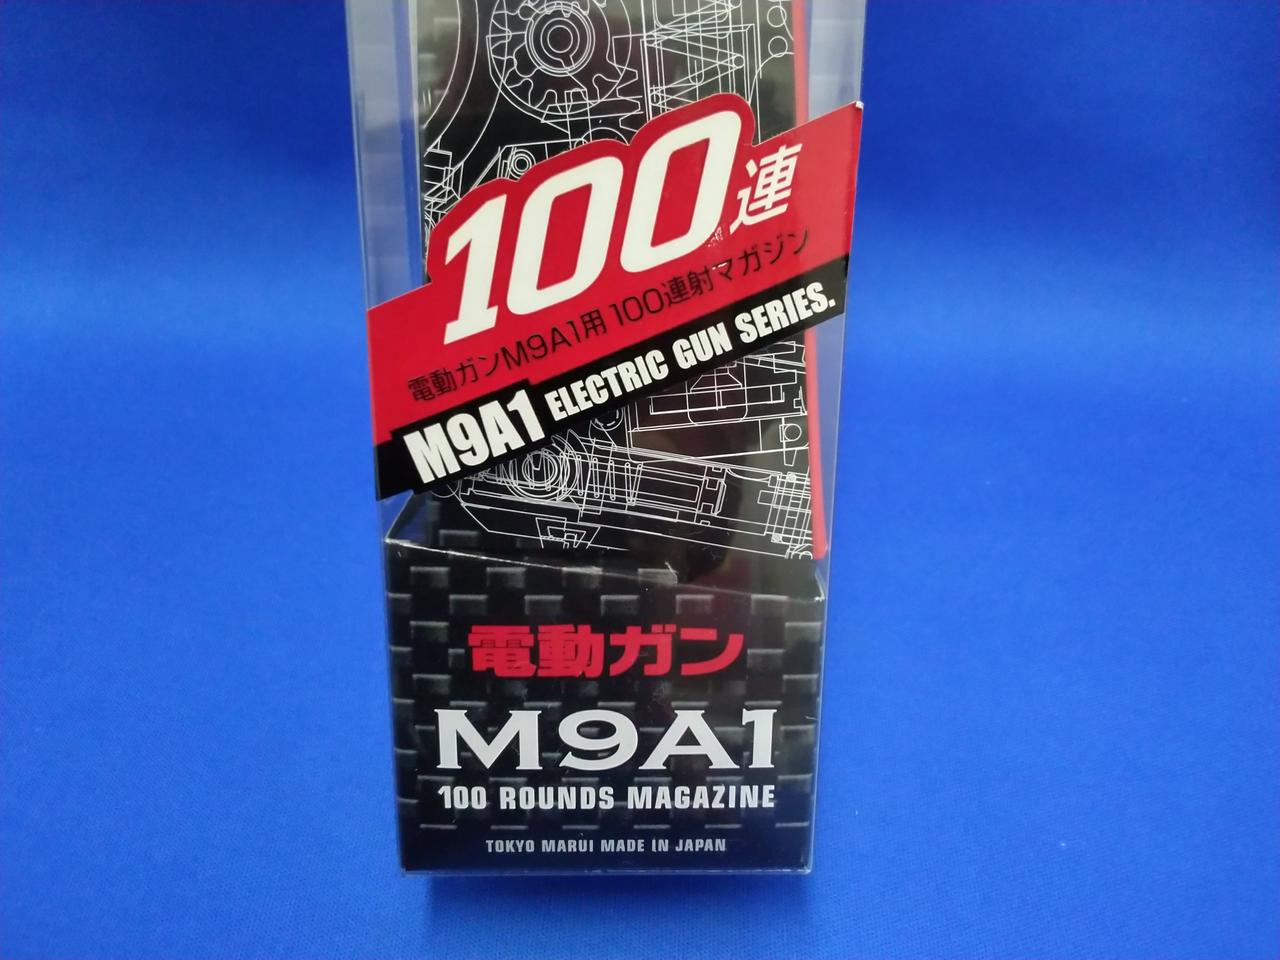 100連
電動ガンM9A1用100連射マガジン
M9A1 ELECTRIC GUN SERIES.
電動ガン
M9A1
100 ROUNDS MAGAZINE
TOKYO MARUI MADE IN JAPAN